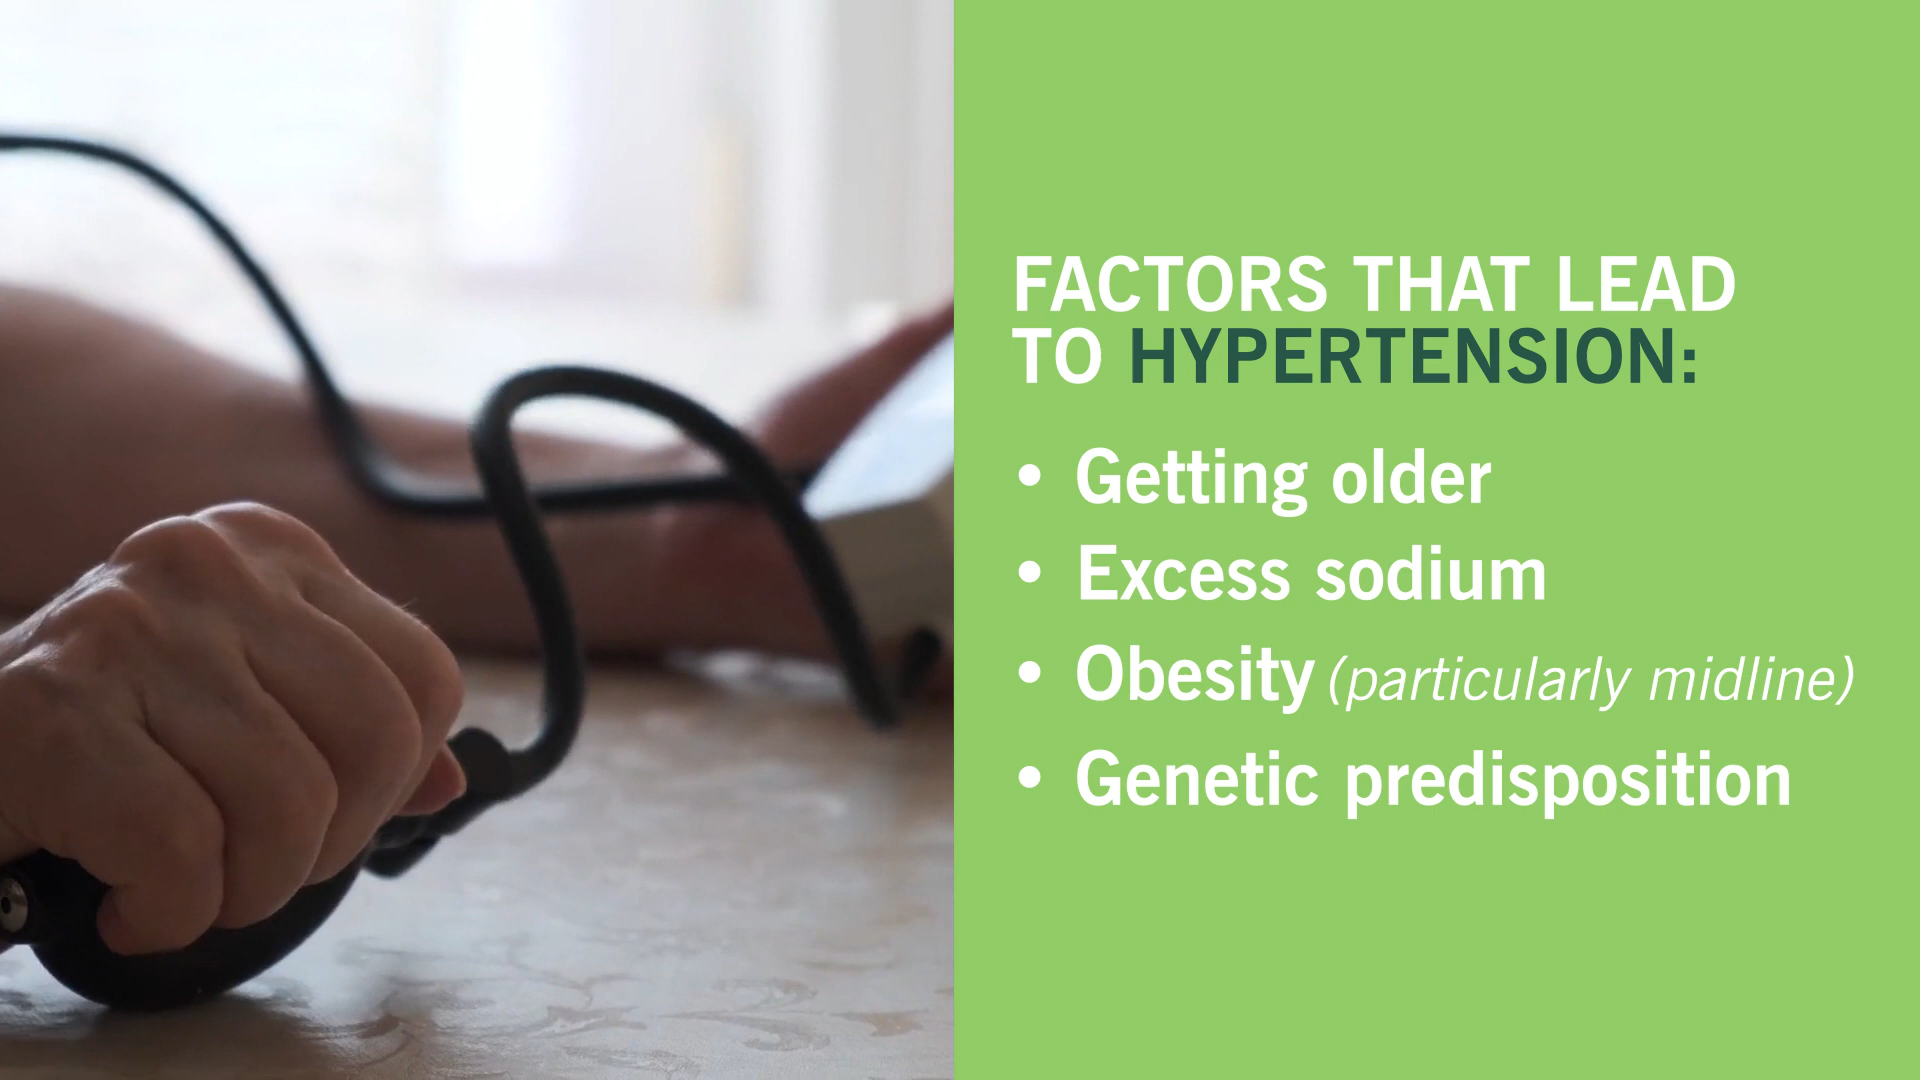 FACTORS THAT LEAD
TO HYPERTENSION:
• Getting older
• Excess sodium
• Obesity (particularly midline)
• Genetic predisposition